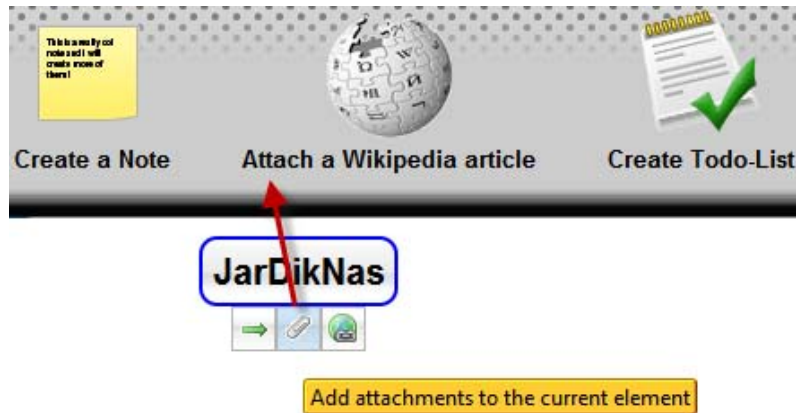 This is a really col
note and I will
create more of
them!
Create a Note
Attach a Wikipedia article
Create Todo-List
JarDikNas
Add attachments to the current element